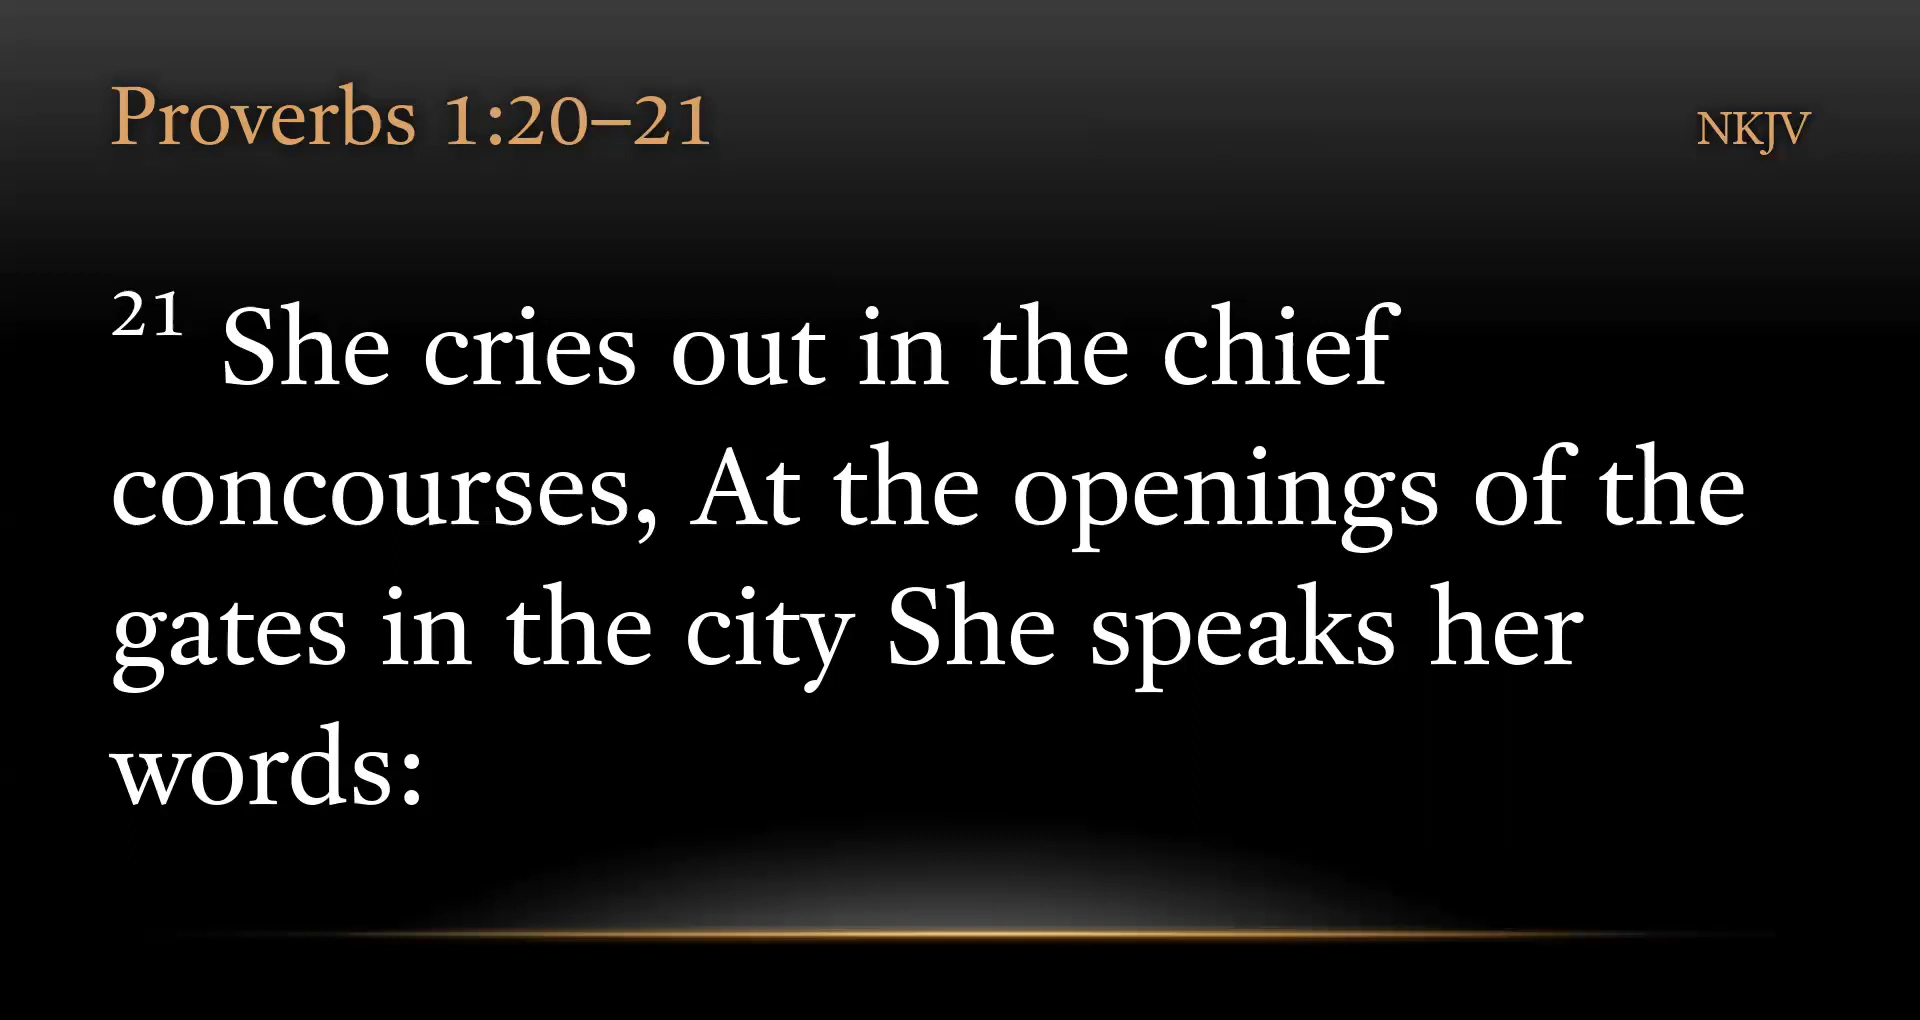 Proverbs 1:20–21
NKJV
21 She cries out in the chief
concourses, At the openings of the
gates in the city She speaks her
words: